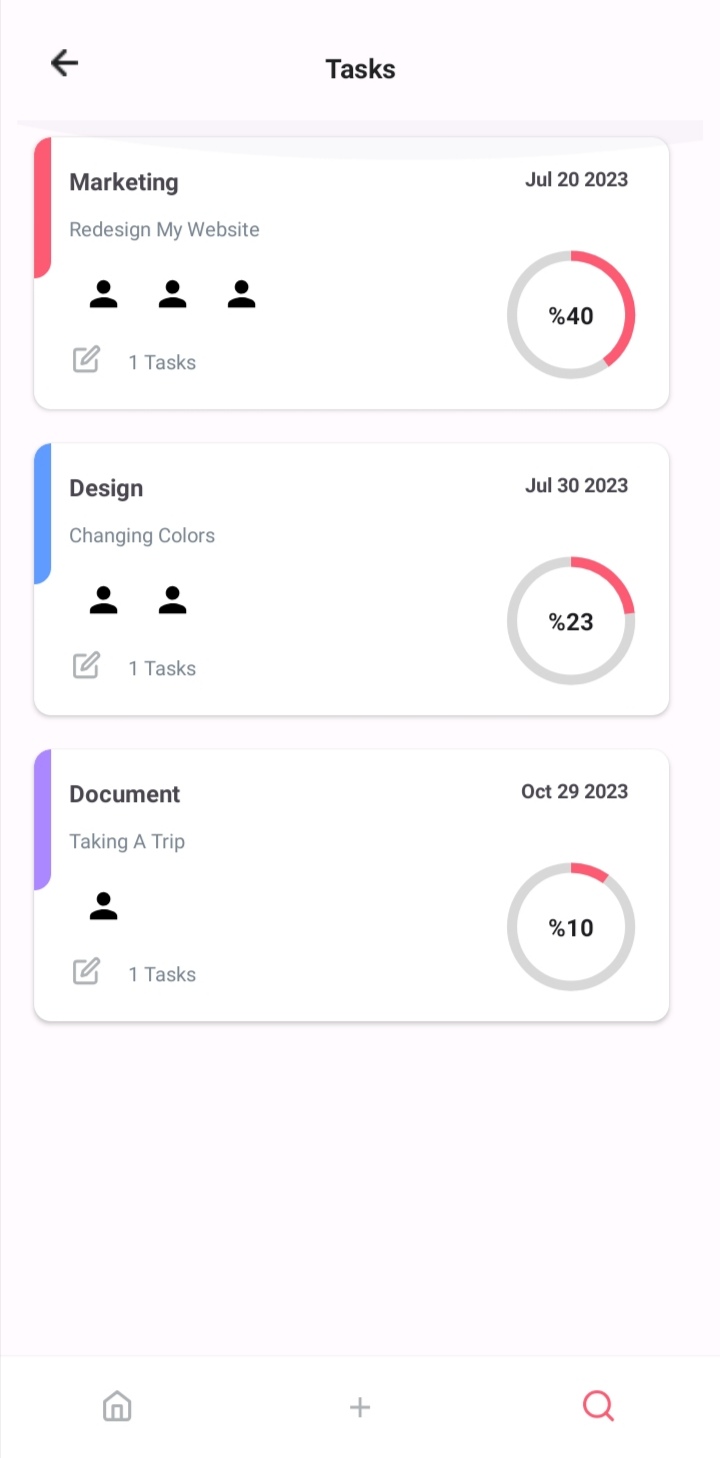 Tasks
Marketing
Jul 20 2023
Redesign My Website
%40
1 Tasks
Design
Jul 30 2023
Changing Colors
%23
1 Tasks
Document
Oct 29 2023
Taking A Trip
%10
1 Tasks